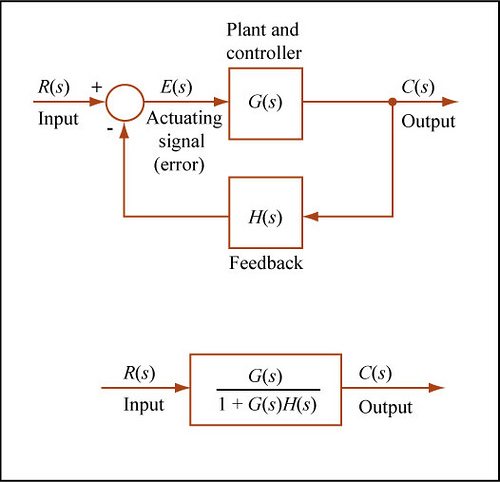 Plant and
controller
R(s) + E(s) G(s) C(s)
Input - Actuating
signal
(error) Output
H(s)
Feedback
R(s) G(s) C(s)
Input 1 + G(s)H(s) Output